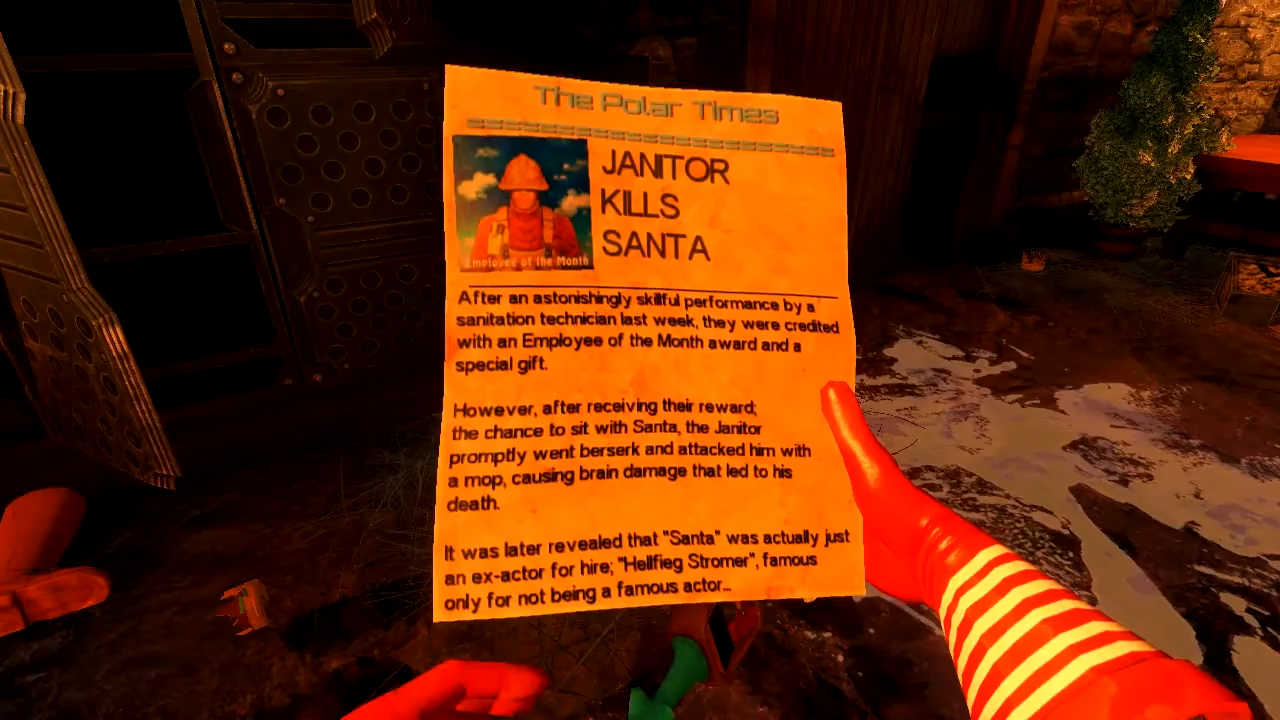 The Polar Times
JANITOR
KILLS
SANTA
Employee of the Month
After an astonishingly skillful performance by a
sanitation technician last week, they were credited
with an Employee of the Month award and a
special gift.
However, after receiving their reward;
the chance to sit with Santa, the Janitor
promptly went berserk and attacked him with
a mop, causing brain damage that led to his
death.
It was later revealed that "Santa" was actually just
an ex-actor for hire; "Hellfieg Stromer", famous
only for not being a famous actor...